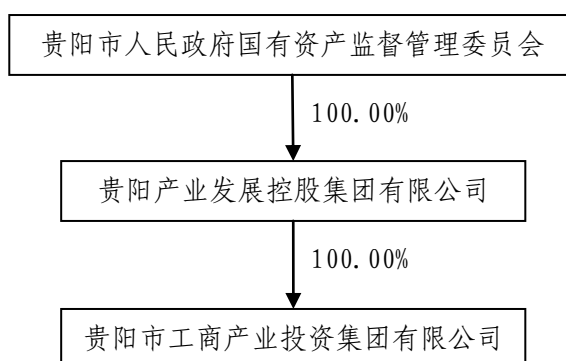 贵阳市人民政府国有资产监督管理委员会
100.00%
贵阳产业发展控股集团有限公司
100.00%
贵阳市工商产业投资集团有限公司